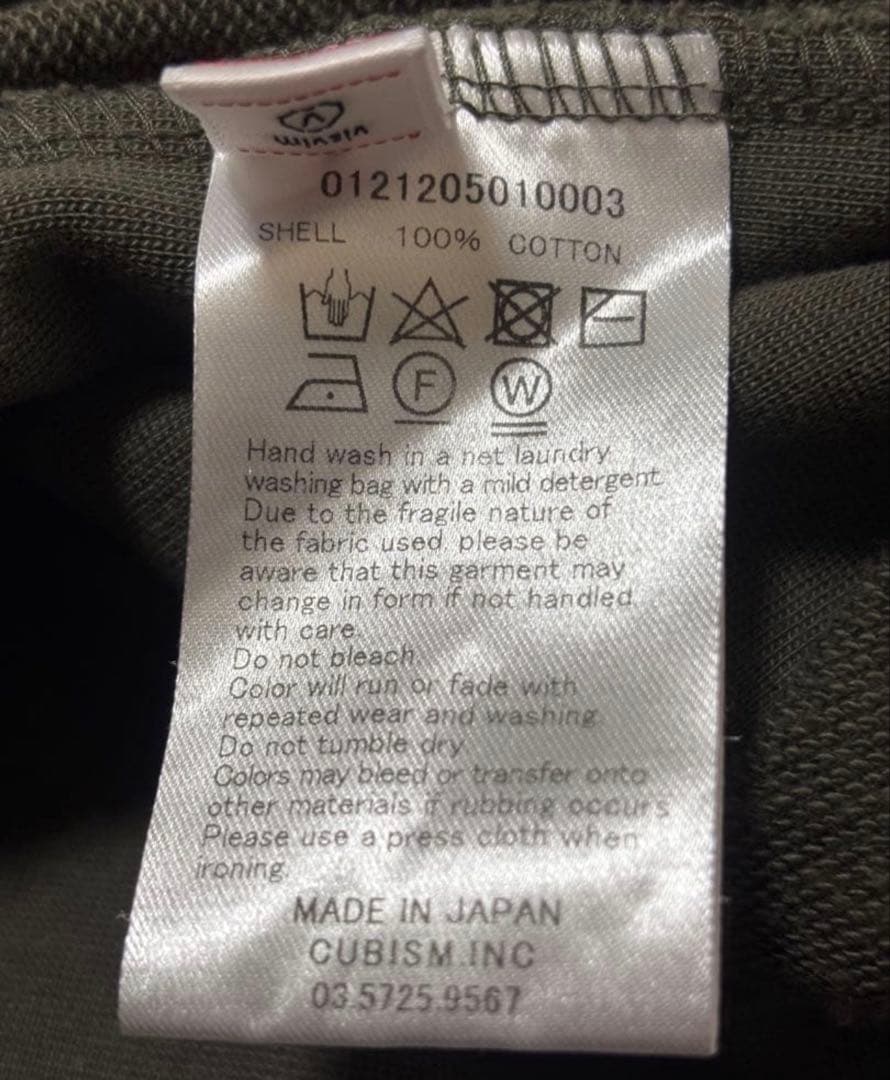 visvim
0121205010003
SHELL 100% COTTON
F W
Hand wash in a net laundry
washing bag with a mild detergent.
Due to the fragile nature of
the fabric used, please be
aware that this garment may
change in form if not handled
with care.
Do not bleach.
Color will run or fade with
repeated wear and washing.
Do not tumble dry.
Colors may bleed or transfer onto
other materials if rubbing occurs.
Please use a press cloth when
ironing.
MADE IN JAPAN
CUBISM.INC
03.5725.9567